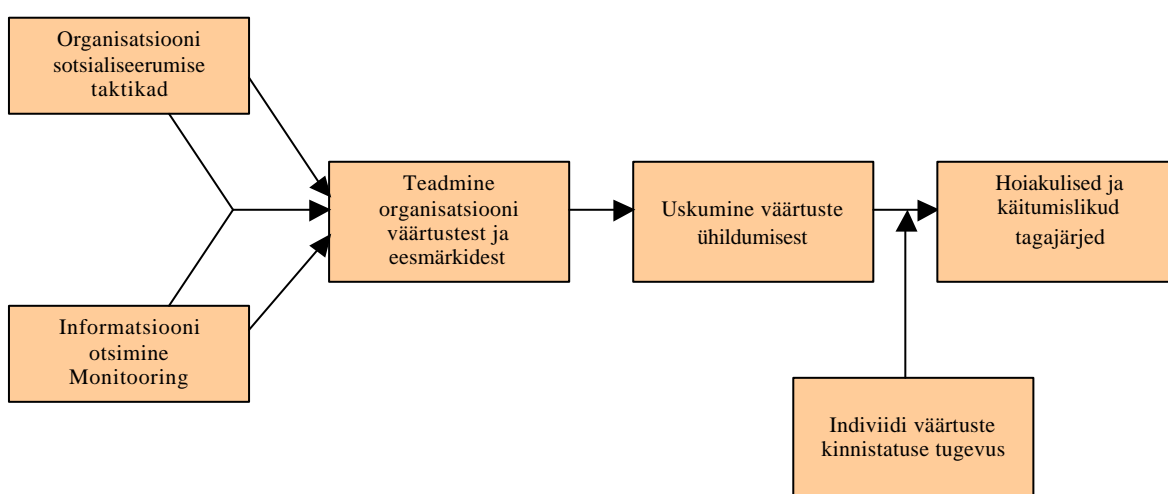 Organisatsiooni
sotsialiseerumise
taktikad
Teadmine
organisatsiooni
väärtustest ja
eesmärkidest
Uskumine väärtuste
ühildumisest
Hoiakulised ja
käitumislikud
tagajärjed
Informatsiooni
otsimine
Monitooring
Indiviidi väärtuste
kinnistatuse tugevus